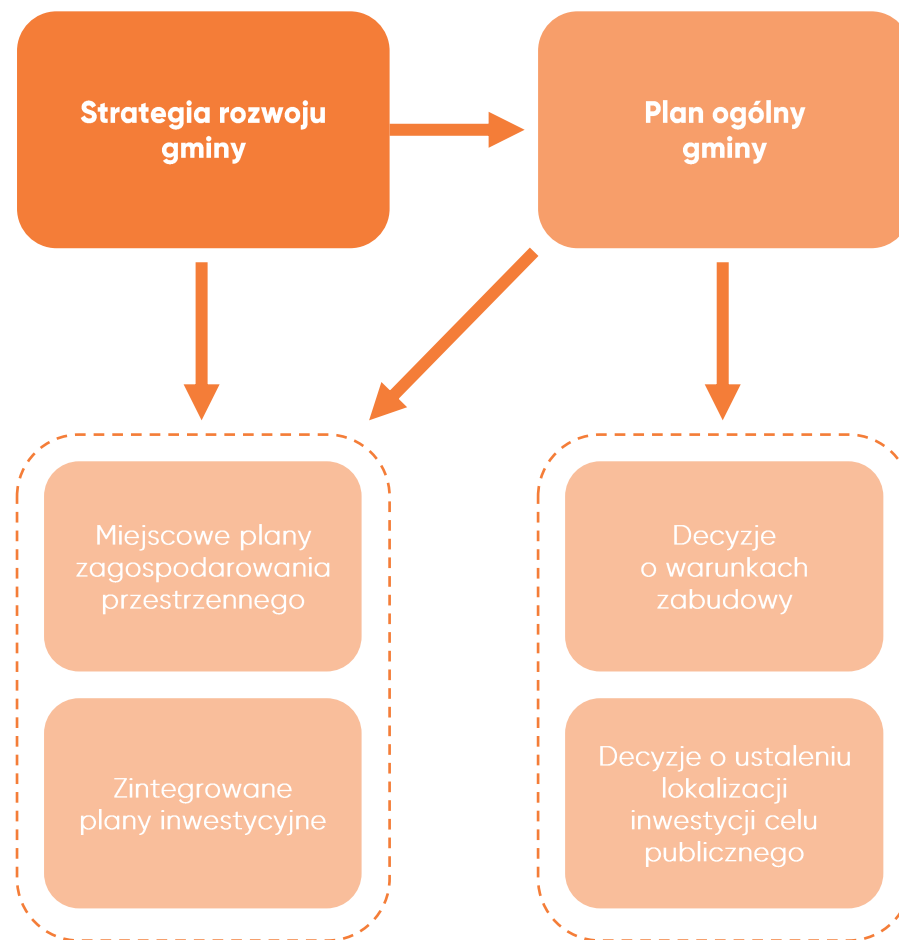 Strategia rozwoju
gminy
Plan ogólny
gminy
Miejscowe plany
zagospodarowania
przestrzennego
Decyzje
o warunkach
zabudowy
Zintegrowane
plany inwestycyjne
Decyzje o ustaleniu
lokalizacji
inwestycji celu
publicznego